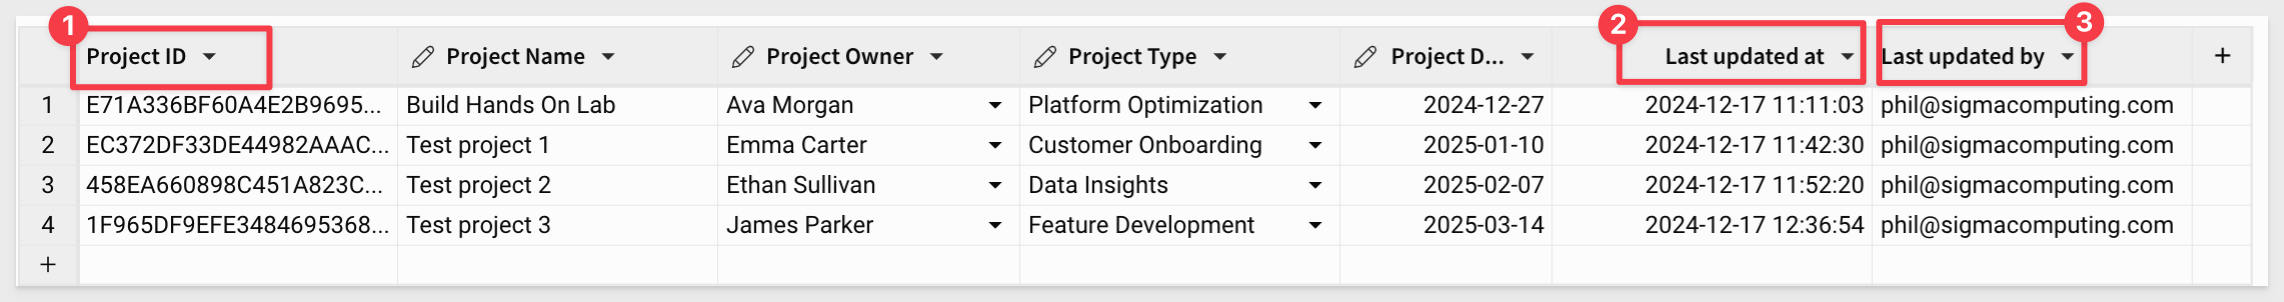 1 2 3
Project ID Project Name Project Owner Project Type Project D... Last updated at Last updated by +
1 E71A336BF60A4E2B9695... Build Hands On Lab Ava Morgan Platform Optimization 2024-12-27 2024-12-17 11:11:03 phil@sigmacomputing.com
2 EC372DF33DE44982AAAC... Test project 1 Emma Carter Customer Onboarding 2025-01-10 2024-12-17 11:42:30 phil@sigmacomputing.com
3 458EA660898C451A823C... Test project 2 Ethan Sullivan Data Insights 2025-02-07 2024-12-17 11:52:20 phil@sigmacomputing.com
4 1F965DF9EFE3484695368... Test project 3 James Parker Feature Development 2025-03-14 2024-12-17 12:36:54 phil@sigmacomputing.com
+